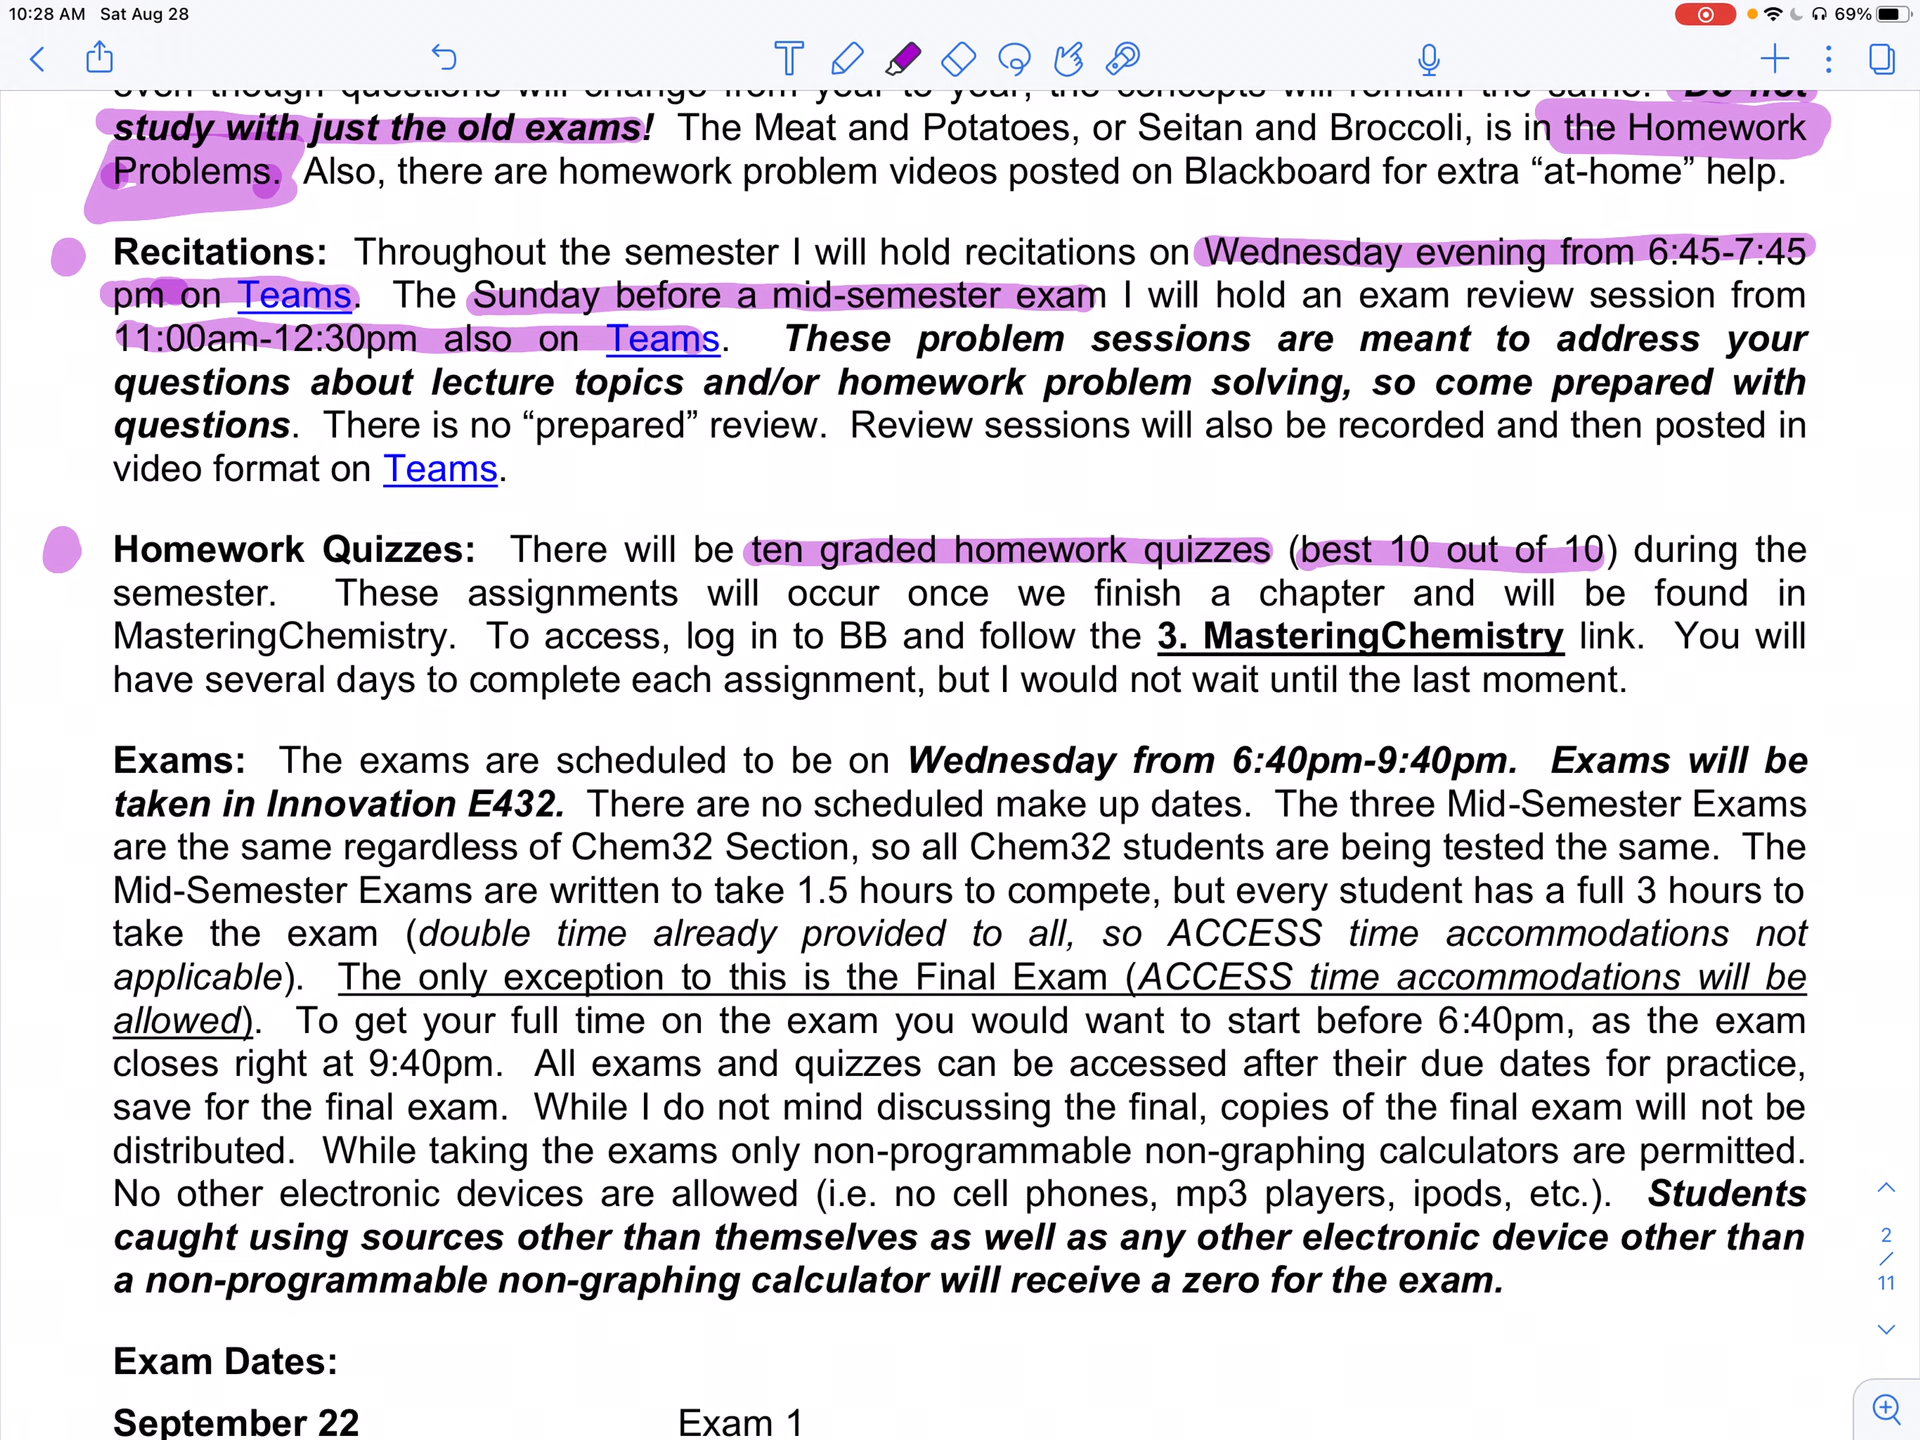 10:28 AM Sat Aug 28
69%
even though questions will change from year to year, the concepts will remain the same. Do not
study with just the old exams! The Meat and Potatoes, or Seitan and Broccoli, is in the Homework
Problems. Also, there are homework problem videos posted on Blackboard for extra “at-home” help.
Recitations: Throughout the semester I will hold recitations on Wednesday evening from 6:45-7:45
pm on Teams. The Sunday before a mid-semester exam I will hold an exam review session from
11:00am-12:30pm also on Teams. These problem sessions are meant to address your
questions about lecture topics and/or homework problem solving, so come prepared with
questions. There is no “prepared” review. Review sessions will also be recorded and then posted in
video format on Teams.
Homework Quizzes: There will be ten graded homework quizzes (best 10 out of 10) during the
semester. These assignments will occur once we finish a chapter and will be found in
MasteringChemistry. To access, log in to BB and follow the 3. MasteringChemistry link. You will
have several days to complete each assignment, but I would not wait until the last moment.
Exams: The exams are scheduled to be on Wednesday from 6:40pm-9:40pm. Exams will be
taken in Innovation E432. There are no scheduled make up dates. The three Mid-Semester Exams
are the same regardless of Chem32 Section, so all Chem32 students are being tested the same. The
Mid-Semester Exams are written to take 1.5 hours to compete, but every student has a full 3 hours to
take the exam (double time already provided to all, so ACCESS time accommodations not
applicable). The only exception to this is the Final Exam (ACCESS time accommodations will be
allowed). To get your full time on the exam you would want to start before 6:40pm, as the exam
closes right at 9:40pm. All exams and quizzes can be accessed after their due dates for practice,
save for the final exam. While I do not mind discussing the final, copies of the final exam will not be
distributed. While taking the exams only non-programmable non-graphing calculators are permitted.
No other electronic devices are allowed (i.e. no cell phones, mp3 players, ipods, etc.). Students
caught using sources other than themselves as well as any other electronic device other than
a non-programmable non-graphing calculator will receive a zero for the exam.
2
/
11
Exam Dates:
September 22 Exam 1